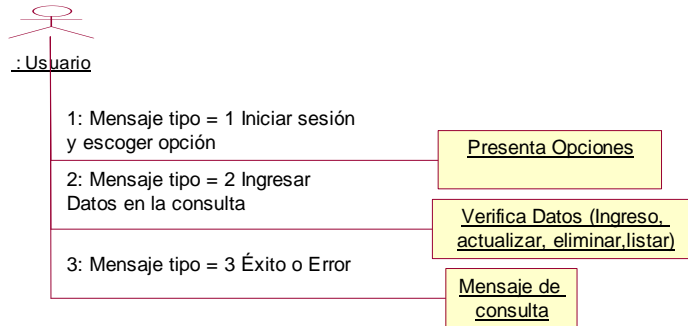 : Usuario
1: Mensaje tipo = 1 Iniciar sesión
y escoger opción
Presenta Opciones
2: Mensaje tipo = 2 Ingresar
Datos en la consulta
Verifica Datos (Ingreso,
actualizar, eliminar,listar)
3: Mensaje tipo = 3 Éxito o Error
Mensaje de
consulta